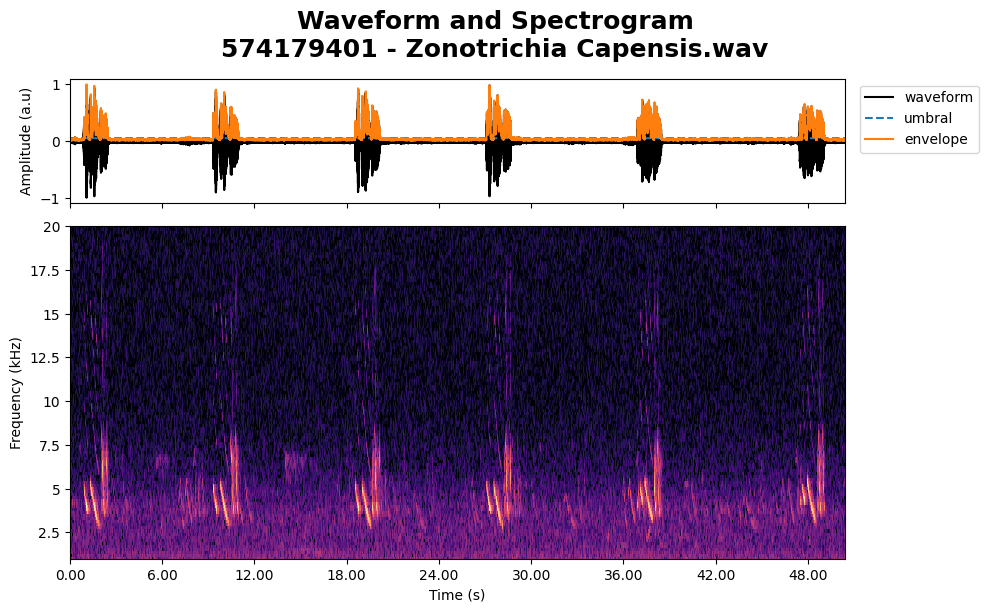 Waveform and Spectrogram
574179401 - Zonotrichia Capensis.wav
1
0
−1
Amplitude (a.u)
waveform
umbral
envelope
20
17.5
15
12.5
10
7.5
5
2.5
Frequency (kHz)
0.00 6.00 12.00 18.00 24.00 30.00 36.00 42.00 48.00
Time (s)